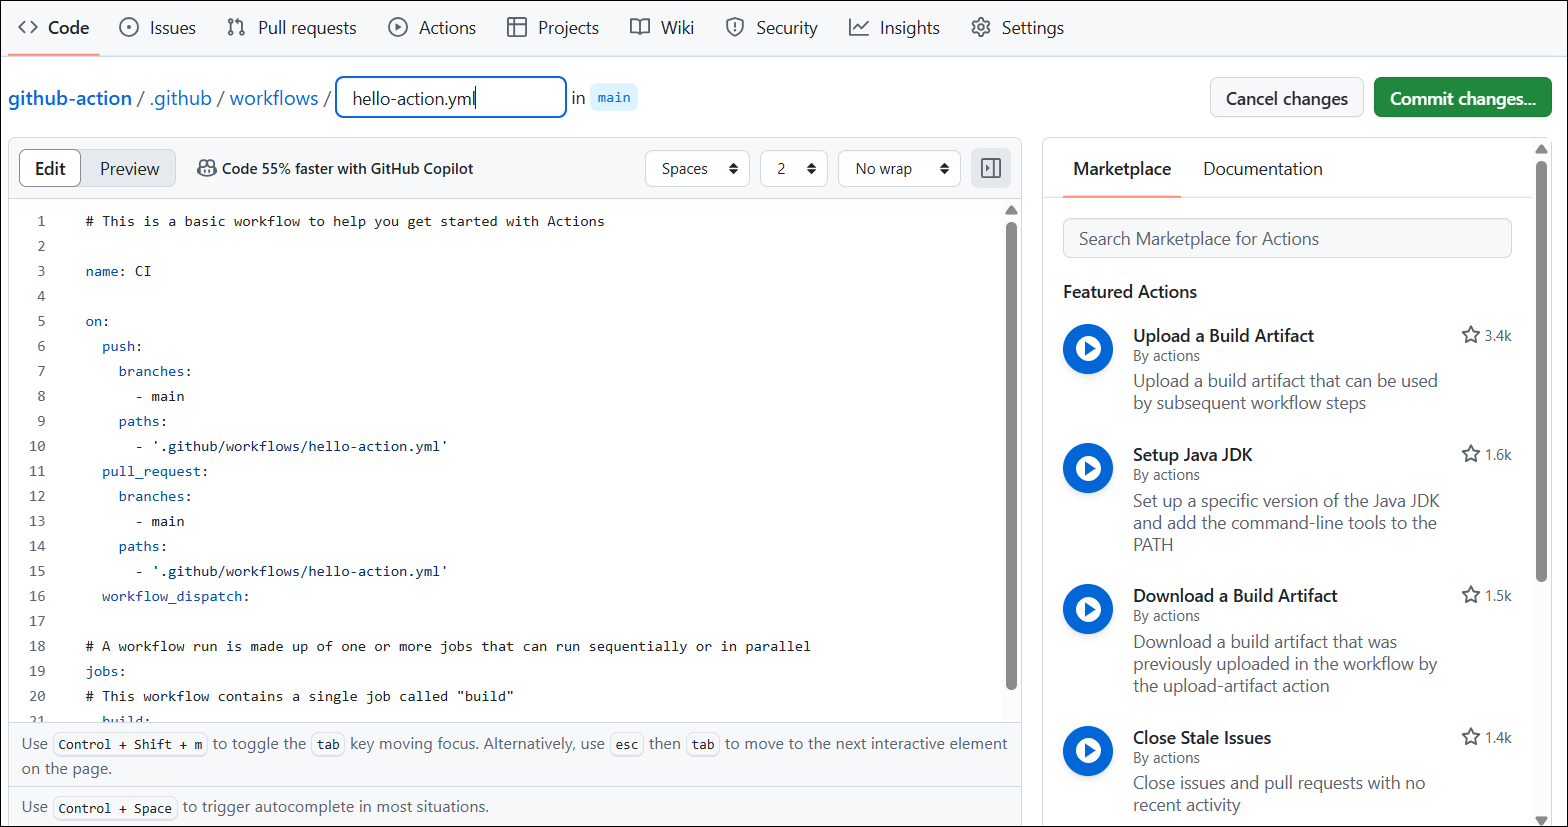 Code Issues Pull requests Actions Projects Wiki Security Insights Settings
github-action / .github / workflows / hello-action.yml in main Cancel changes Commit changes...
Edit Preview Code 55% faster with GitHub Copilot Spaces 2 No wrap
1 # This is a basic workflow to help you get started with Actions
2
3 name: CI
4
5 on:
6 push:
7 branches:
8 - main
9 paths:
10 - '.github/workflows/hello-action.yml'
11 pull_request:
12 branches:
13 - main
14 paths:
15 - '.github/workflows/hello-action.yml'
16 workflow_dispatch:
17
18 # A workflow run is made up of one or more jobs that can run sequentially or in parallel
19 jobs:
20 # This workflow contains a single job called "build"
21 build:
Use Control + Shift + m to toggle the tab key moving focus. Alternatively, use esc then tab to move to the next interactive element
on the page.
Use Control + Space to trigger autocomplete in most situations.
Marketplace Documentation
Search Marketplace for Actions
Featured Actions
Upload a Build Artifact 3.4k
By actions
Upload a build artifact that can be used
by subsequent workflow steps
Setup Java JDK 1.6k
By actions
Set up a specific version of the Java JDK
and add the command-line tools to the
PATH
Download a Build Artifact 1.5k
By actions
Download a build artifact that was
previously uploaded in the workflow by
the upload-artifact action
Close Stale Issues 1.4k
By actions
Close issues and pull requests with no
recent activity